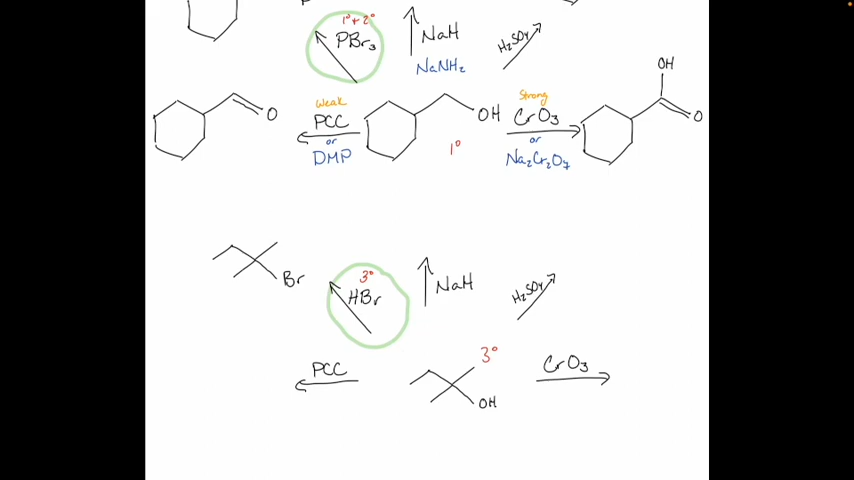 1° + 2°
PBr₃
NaH
NaNH₂
H₂SO₄
O
Weak
PCC
or
DMP
OH
1°
Strong
CrO₃
or
Na₂Cr₂O₇
OH
O
Br
3°
HBr
NaH
H₂SO₄
PCC
3°
OH
CrO₃